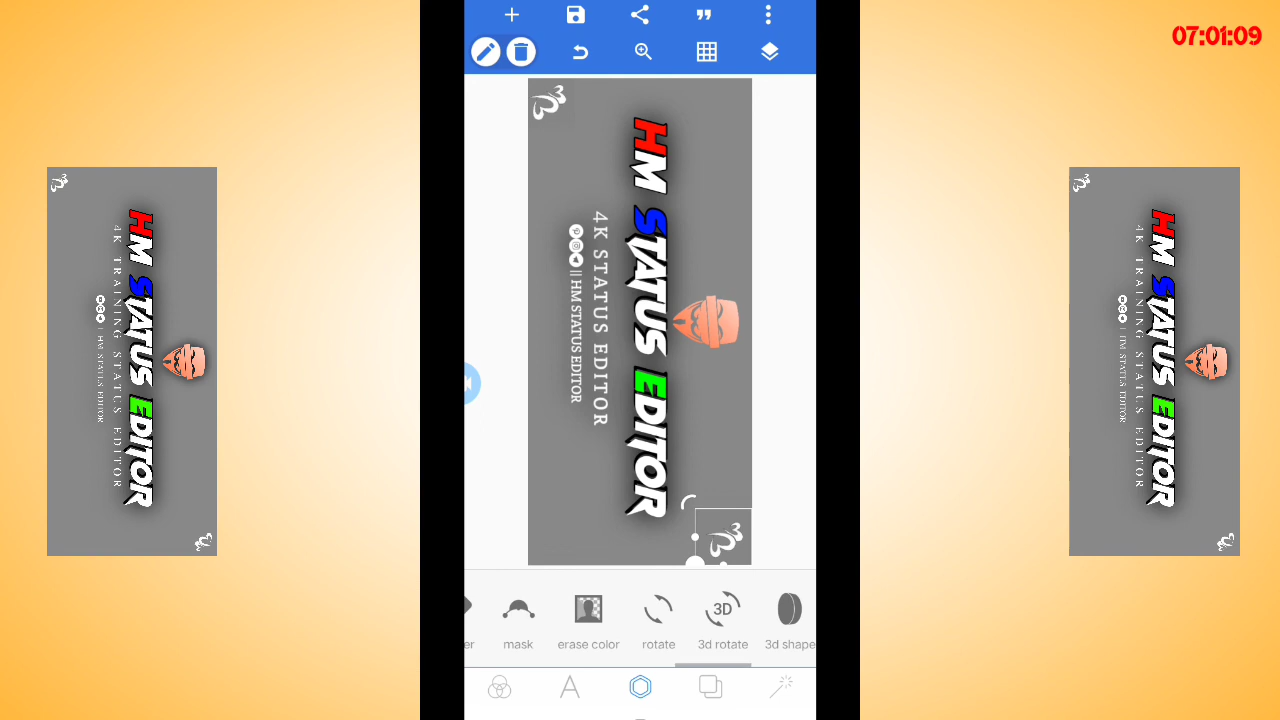 07:01:09
HM STATUS EDITOR
4K TRAINING STATUS EDITOR
| HM STATUS EDITOR
HM STATUS EDITOR
4K STATUS EDITOR
|| HM STATUS EDITOR
HM STATUS EDITOR
4K TRAINING STATUS EDITOR
| HM STATUS EDITOR
3D
er
mask
erase color
rotate
3d rotate
3d shape